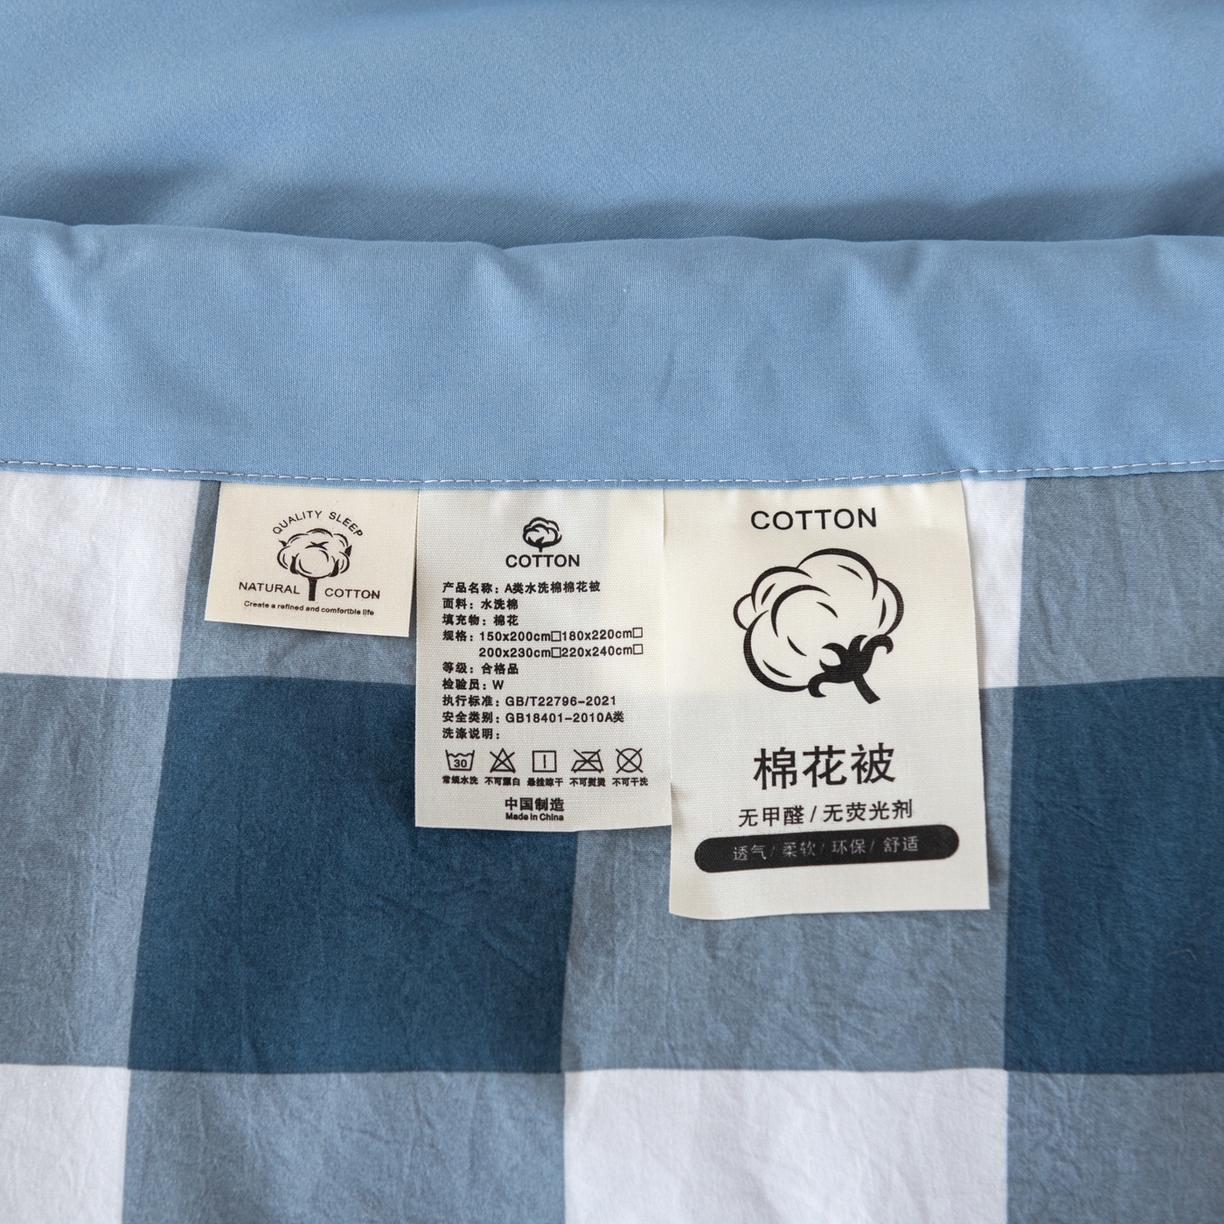 QUALITY SLEEP
NATURAL COTTON
Create a refined and comfortble life
COTTON
产品名称：A类水洗棉棉花被
面料：水洗棉
填充物：棉花
规格：150x200cm□180x220cm□
200x230cm□220x240cm□
等级：合格品
检验员：W
执行标准：GB/T22796-2021
安全类别：GB18401-2010A类
洗涤说明：
30
常规水洗 不可漂白 悬挂晾干 不可熨烫 不可干洗
中国制造
Made in China
COTTON
棉花被
无甲醛/无荧光剂
透气/柔软/环保/舒适